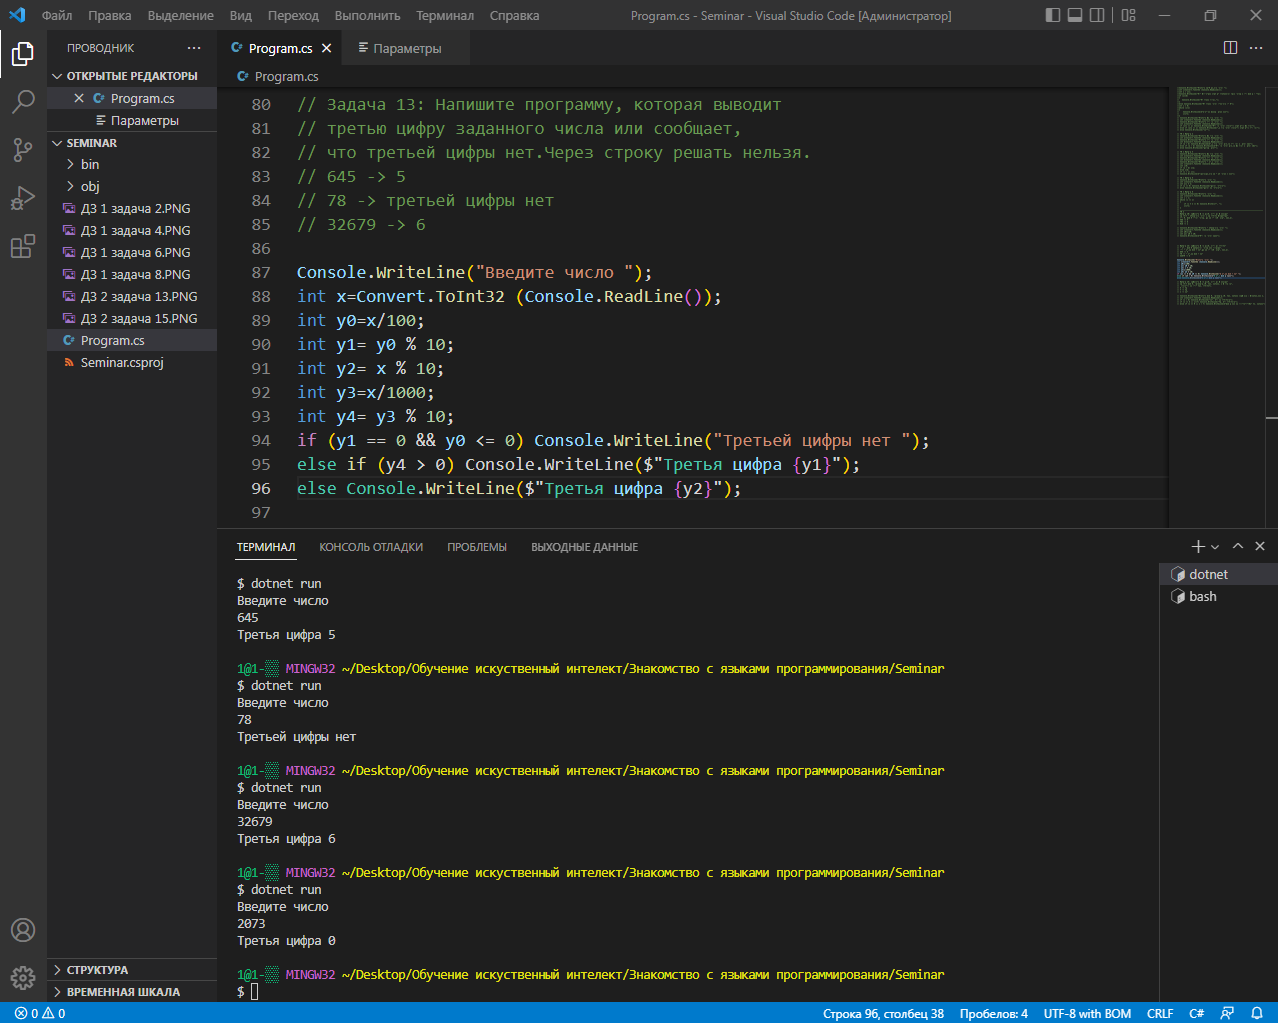 Файл Правка Выделение Вид Переход Выполнить Терминал Справка Program.cs - Seminar - Visual Studio Code [Администратор]
ПРОВОДНИК
ОТКРЫТЫЕ РЕДАКТОРЫ
Program.cs
Параметры
SEMINAR
bin
obj
ДЗ 1 задача 2.PNG
ДЗ 1 задача 4.PNG
ДЗ 1 задача 6.PNG
ДЗ 1 задача 8.PNG
ДЗ 2 задача 13.PNG
ДЗ 2 задача 15.PNG
Program.cs
Seminar.csproj
СТРУКТУРА
ВРЕМЕННАЯ ШКАЛА
Program.cs Параметры
Program.cs
80 // Задача 13: Напишите программу, которая выводит
81 // третью цифру заданного числа или сообщает,
82 // что третьей цифры нет.Через строку решать нельзя.
83 // 645 -> 5
84 // 78 -> третьей цифры нет
85 // 32679 -> 6
86
87 Console.WriteLine("Введите число ");
88 int x=Convert.ToInt32 (Console.ReadLine());
89 int y0=x/100;
90 int y1= y0 % 10;
91 int y2= x % 10;
92 int y3=x/1000;
93 int y4= y3 % 10;
94 if (y1 == 0 && y0 <= 0) Console.WriteLine("Третьей цифры нет ");
95 else if (y4 > 0) Console.WriteLine($"Третья цифра {y1}");
96 else Console.WriteLine($"Третья цифра {y2}");
97
ТЕРМИНАЛ КОНСОЛЬ ОТЛАДКИ ПРОБЛЕМЫ ВЫХОДНЫЕ ДАННЫЕ
dotnet
bash
$ dotnet run
Введите число
645
Третья цифра 5
1@1- MINGW32 ~/Desktop/Обучение искуственный интелект/Знакомство с языками программирования/Seminar
$ dotnet run
Введите число
78
Третьей цифры нет
1@1- MINGW32 ~/Desktop/Обучение искуственный интелект/Знакомство с языками программирования/Seminar
$ dotnet run
Введите число
32679
Третья цифра 6
1@1- MINGW32 ~/Desktop/Обучение искуственный интелект/Знакомство с языками программирования/Seminar
$ dotnet run
Введите число
2073
Третья цифра 0
1@1- MINGW32 ~/Desktop/Обучение искуственный интелект/Знакомство с языками программирования/Seminar
$
0 0 Строка 96, столбец 38 Пробелов: 4 UTF-8 with BOM CRLF C#